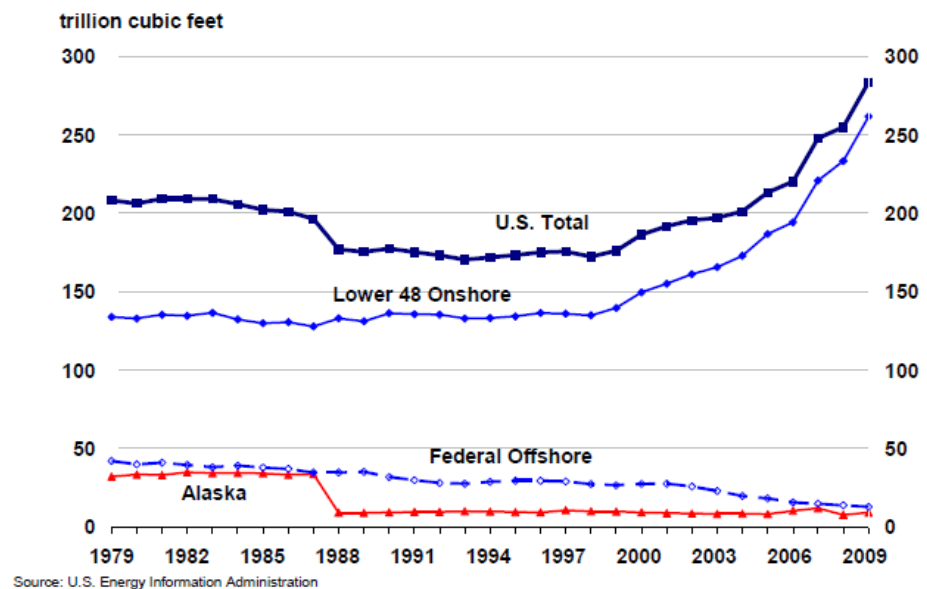 trillion cubic feet
300 300
250 250
200 200
U.S. Total
150 150
Lower 48 Onshore
100 100
50 50
Federal Offshore
Alaska
0 0
1979 1982 1985 1988 1991 1994 1997 2000 2003 2006 2009
Source: U.S. Energy Information Administration